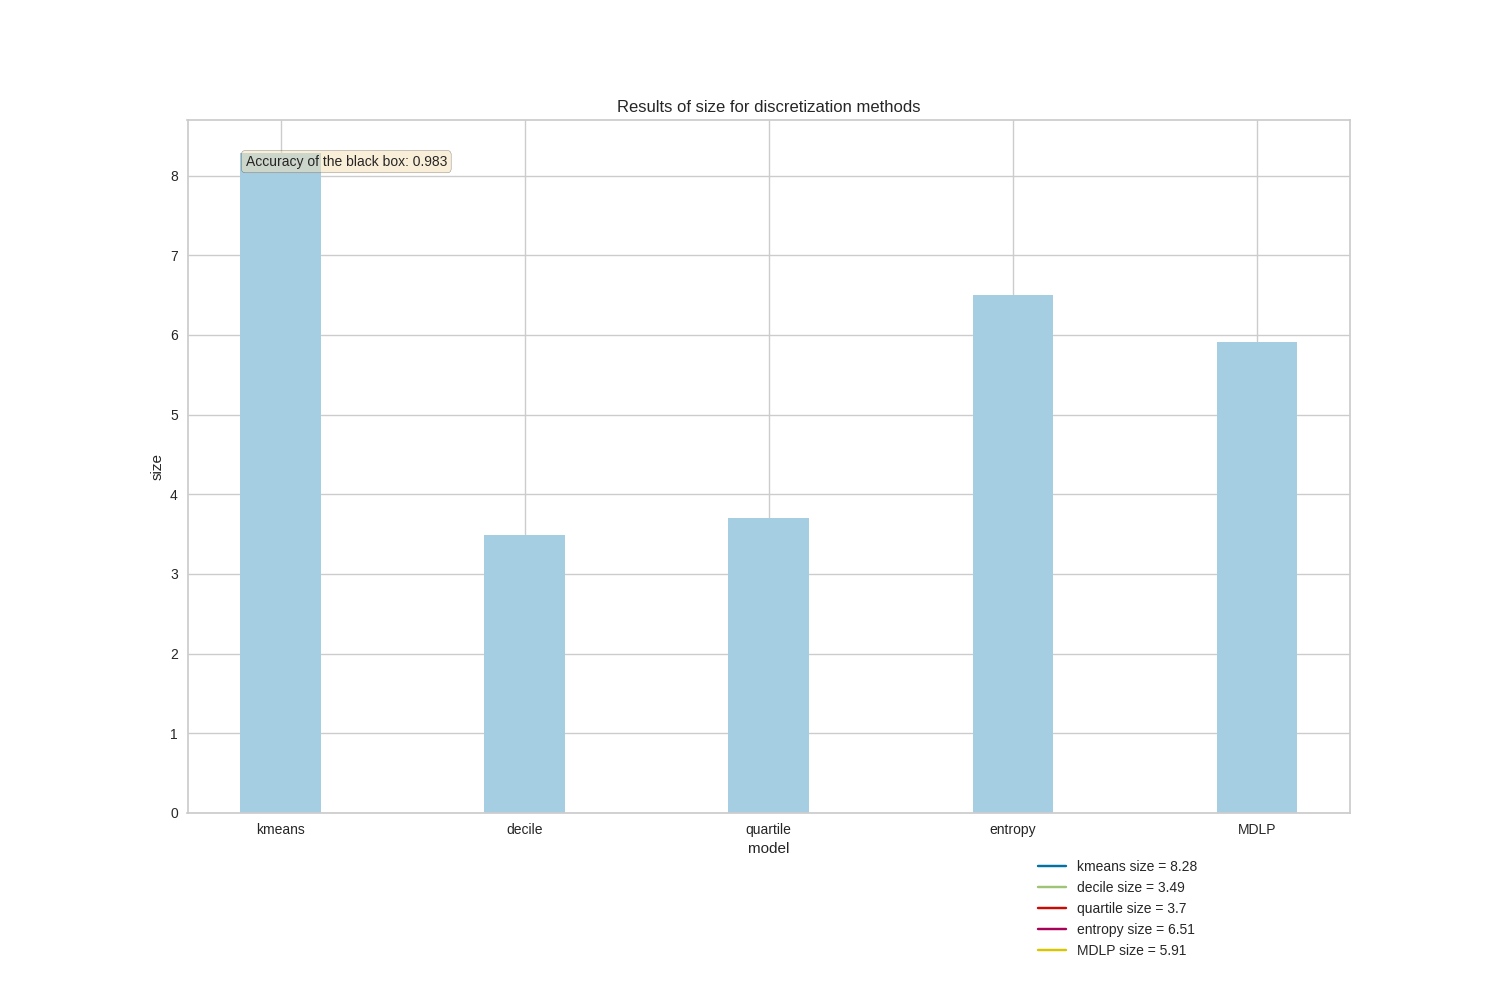 Results of size for discretization methods
Accuracy of the black box: 0.983
8
7
6
5
4
3
2
1
0
size
kmeans decile quartile entropy MDLP
model
kmeans size = 8.28
decile size = 3.49
quartile size = 3.7
entropy size = 6.51
MDLP size = 5.91